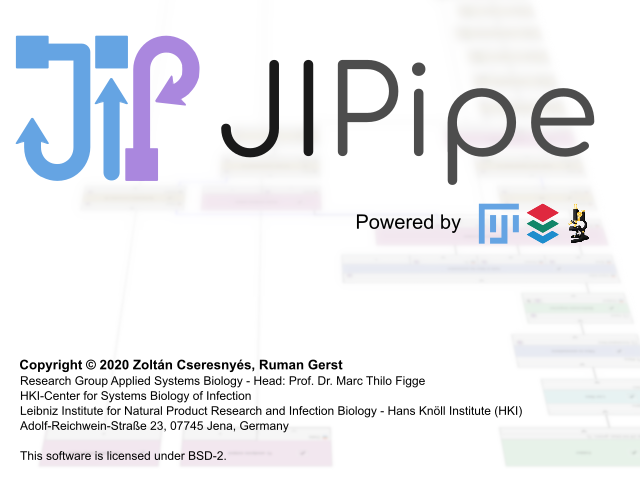 JIPipe
Powered by
Copyright © 2020 Zoltán Cseresnyés, Ruman Gerst
Research Group Applied Systems Biology - Head: Prof. Dr. Marc Thilo Figge
HKI-Center for Systems Biology of Infection
Leibniz Institute for Natural Product Research and Infection Biology - Hans Knöll Institute (HKI)
Adolf-Reichwein-Straße 23, 07745 Jena, Germany
This software is licensed under BSD-2.